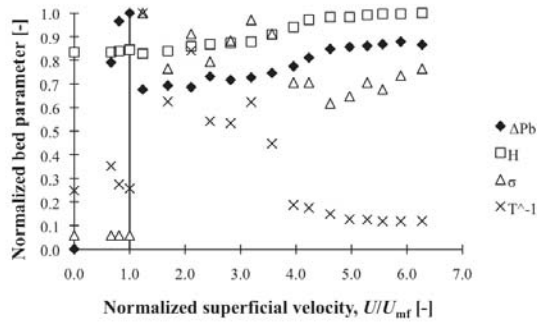 Normalized bed parameter [-]
1.0
0.9
0.8
0.7
0.6
0.5
0.4
0.3
0.2
0.1
0.0
0.0 1.0 2.0 3.0 4.0 5.0 6.0 7.0
Normalized superficial velocity, U/Umf [-]
ΔPb
H
σ
T^-1